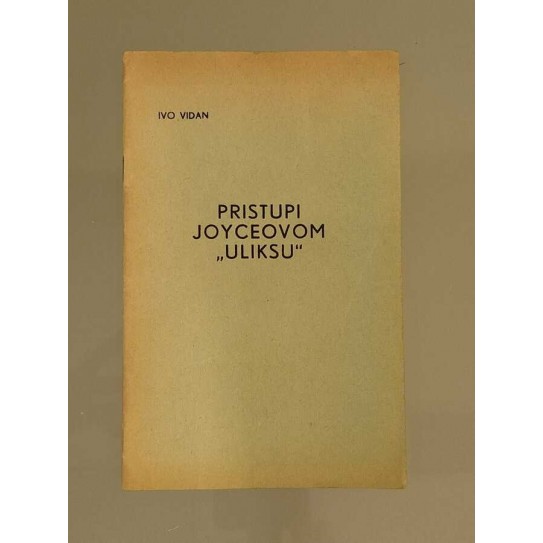 IVO VIDAN
PRISTUPI
JOYCEOVOM
„ULIKSU“